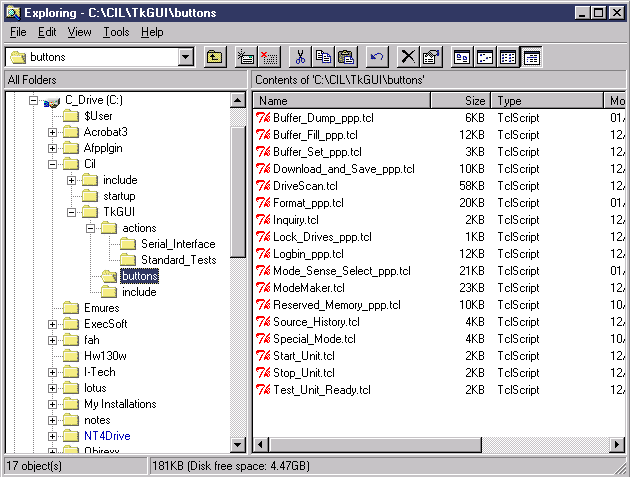 Exploring - C:\CIL\TkGUI\buttons
File Edit View Tools Help
buttons
All Folders
Contents of 'C:\CIL\TkGUI\buttons'
C_Drive (C:)
$User
Acrobat3
Afpplgin
Cil
include
startup
TkGUI
actions
Serial_Interface
Standard_Tests
buttons
include
Emures
ExecSoft
fah
Hw130w
I-Tech
lotus
My Installations
notes
NT4Drive
Name Size Type Mo
Buffer_Dump_ppp.tcl 6KB TclScript 01/
Buffer_Fill_ppp.tcl 12KB TclScript 12/
Buffer_Set_ppp.tcl 3KB TclScript 12/
Download_and_Save_ppp.tcl 10KB TclScript 12/
DriveScan.tcl 58KB TclScript 12/
Format_ppp.tcl 20KB TclScript 01/
Inquiry.tcl 2KB TclScript 12/
Lock_Drives_ppp.tcl 1KB TclScript 12/
Logbin_ppp.tcl 12KB TclScript 12/
Mode_Sense_Select_ppp.tcl 21KB TclScript 01/
ModeMaker.tcl 23KB TclScript 12/
Reserved_Memory_ppp.tcl 10KB TclScript 12/
Source_History.tcl 4KB TclScript 12/
Special_Mode.tcl 4KB TclScript 10/
Start_Unit.tcl 2KB TclScript 12/
Stop_Unit.tcl 2KB TclScript 12/
Test_Unit_Ready.tcl 2KB TclScript 12/
17 object(s)
181KB (Disk free space: 4.47GB)